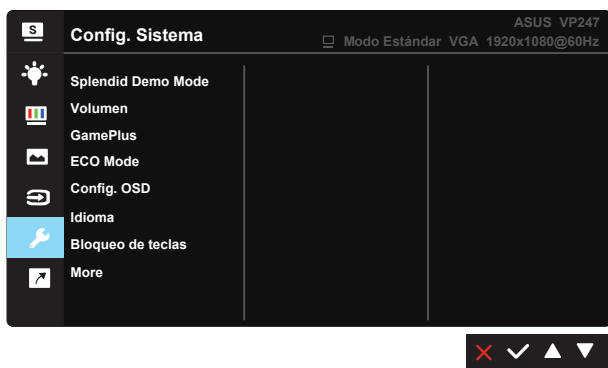 S
Config. Sistema
ASUS VP247
Modo Estándar VGA 1920x1080@60Hz
Splendid Demo Mode
Volumen
GamePlus
ECO Mode
Config. OSD
Idioma
Bloqueo de teclas
More